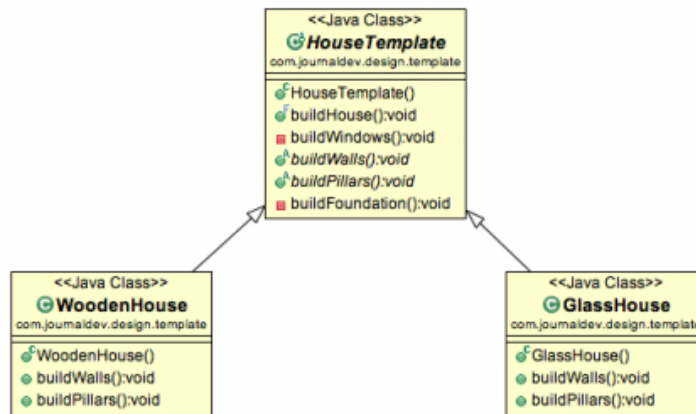 <<Java Class>>
HouseTemplate
com.journaldev.design.template
HouseTemplate()
buildHouse():void
buildWindows():void
buildWalls():void
buildPillars():void
buildFoundation():void
<<Java Class>>
WoodenHouse
com.journaldev.design.template
WoodenHouse()
buildWalls():void
buildPillars():void
<<Java Class>>
GlassHouse
com.journaldev.design.template
GlassHouse()
buildWalls():void
buildPillars():void